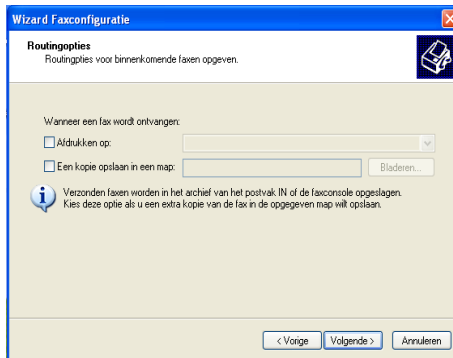 Wizard Faxconfiguratie
Routingopties
Routingpties voor binnenkomende faxen opgeven.
Wanneer een fax wordt ontvangen:
Afdrukken op:
Een kopie opslaan in een map:
Bladeren...
Verzonden faxen worden in het archief van het postvak IN of de faxconsole opgeslagen.
Kies deze optie als u een extra kopie van de fax in de opgegeven map wilt opslaan.
< Vorige
Volgende >
Annuleren